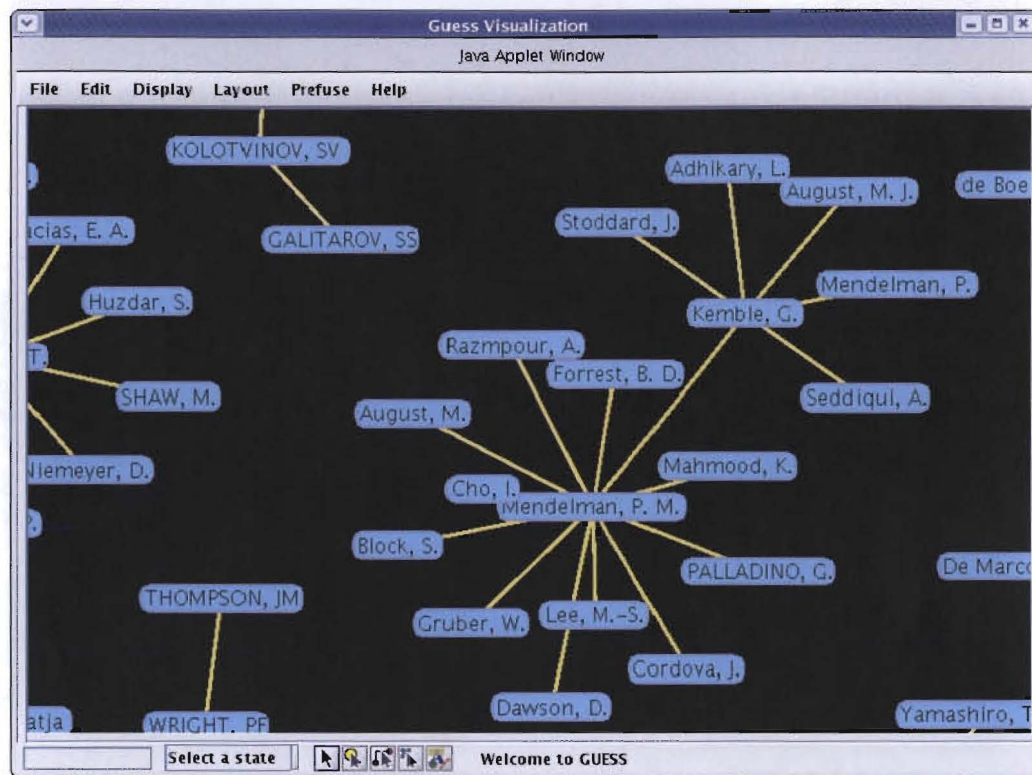 Guess Visualization
Java Applet Window
File Edit Display Layout Prefuse Help
KOLOTVINOV, SV
Adhikary, L.
August, M. J.
de Boe
Stoddard, J.
acias, E. A.
GALITAROV, SS
Mendelman, P.
Huzdar, S.
Kemble, G.
Razmpour, A.
T.
Forrest, B. D.
SHAW, M.
Seddiqui, A.
August, M.
Niemeyer, D.
Mahmood, K.
Cho, I.
Mendelman, P. M.
Block, S.
De Marco
PALLADINO, G.
THOMPSON, JM
Gruber, W.
Lee, M.-S.
Cordova, J.
Dawson, D.
Yamashiro, T
atja
WRIGHT, PF
Select a state
Welcome to GUESS